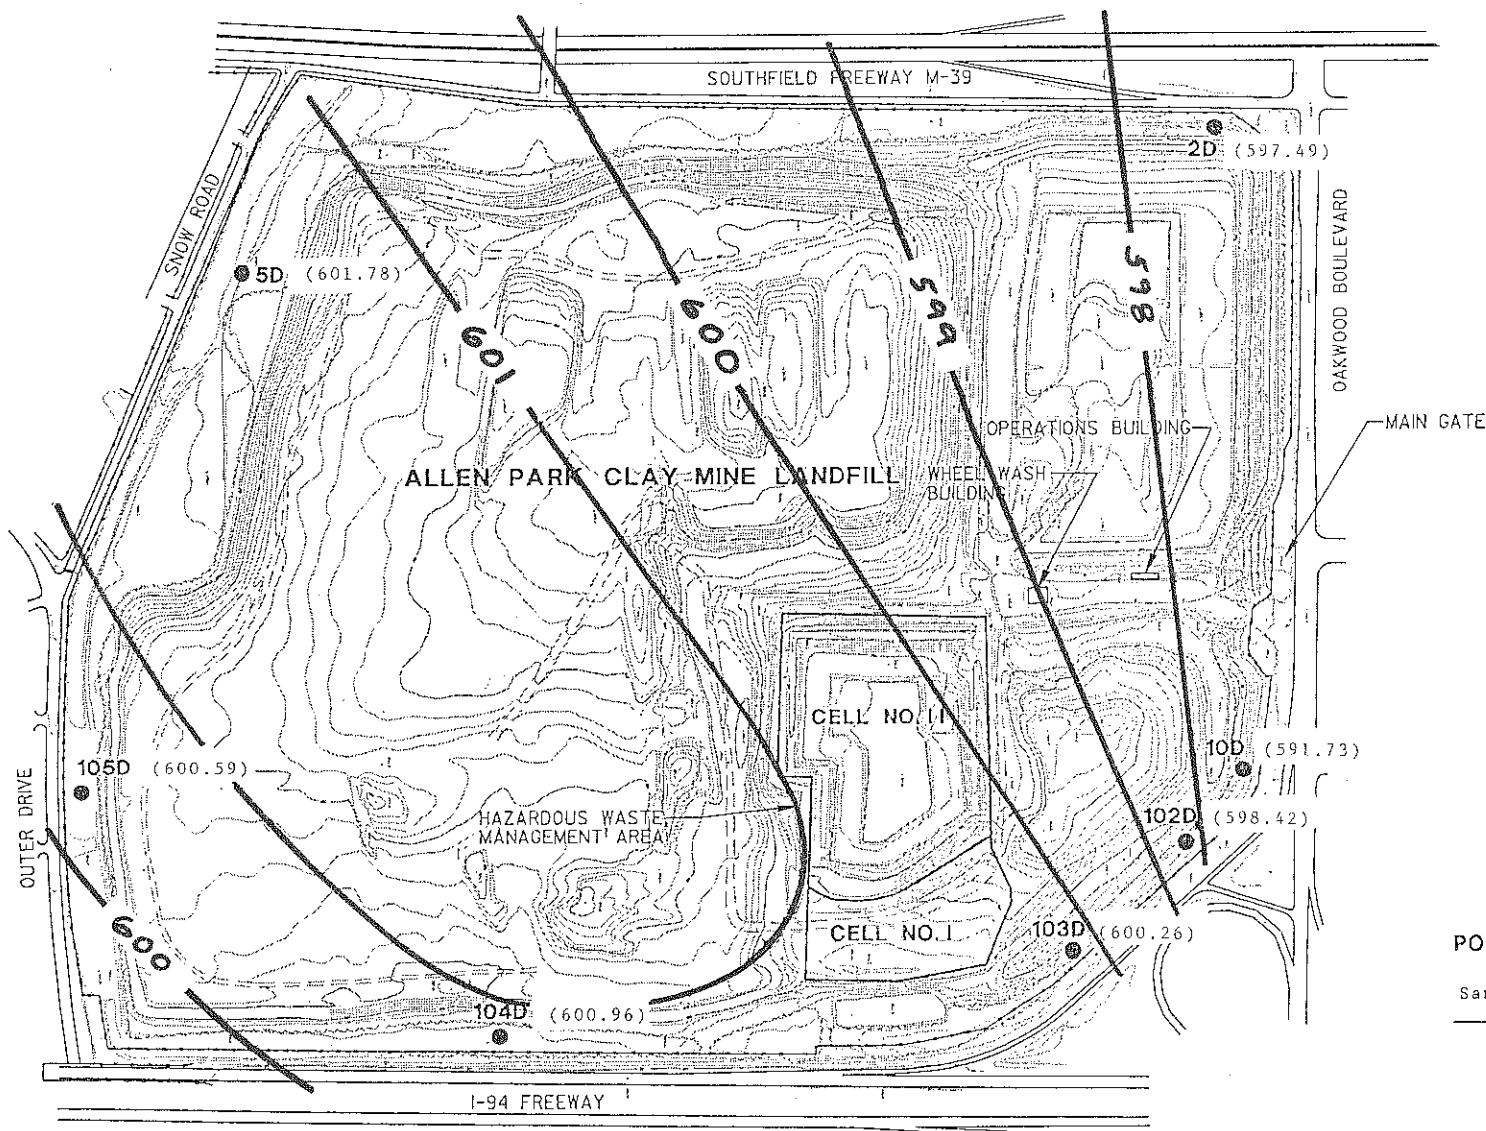 SOUTHFIELD FREEWAY M-39
2D (597.49)
SNOW ROAD
5D (601.78)
OAKWOOD BOULEVARD
598
599
600
601
MAIN GATE
OPERATIONS BUILDING
ALLEN PARK CLAY MINE LANDFILL
WHEEL WASH
BUILDING
CELL NO. II
10D (591.73)
105D (600.59)
OUTER DRIVE
HAZARDOUS WASTE
MANAGEMENT AREA
102D (598.42)
600
CELL NO. I
103D (600.26)
PO
Sa
104D (600.96)
I-94 FREEWAY